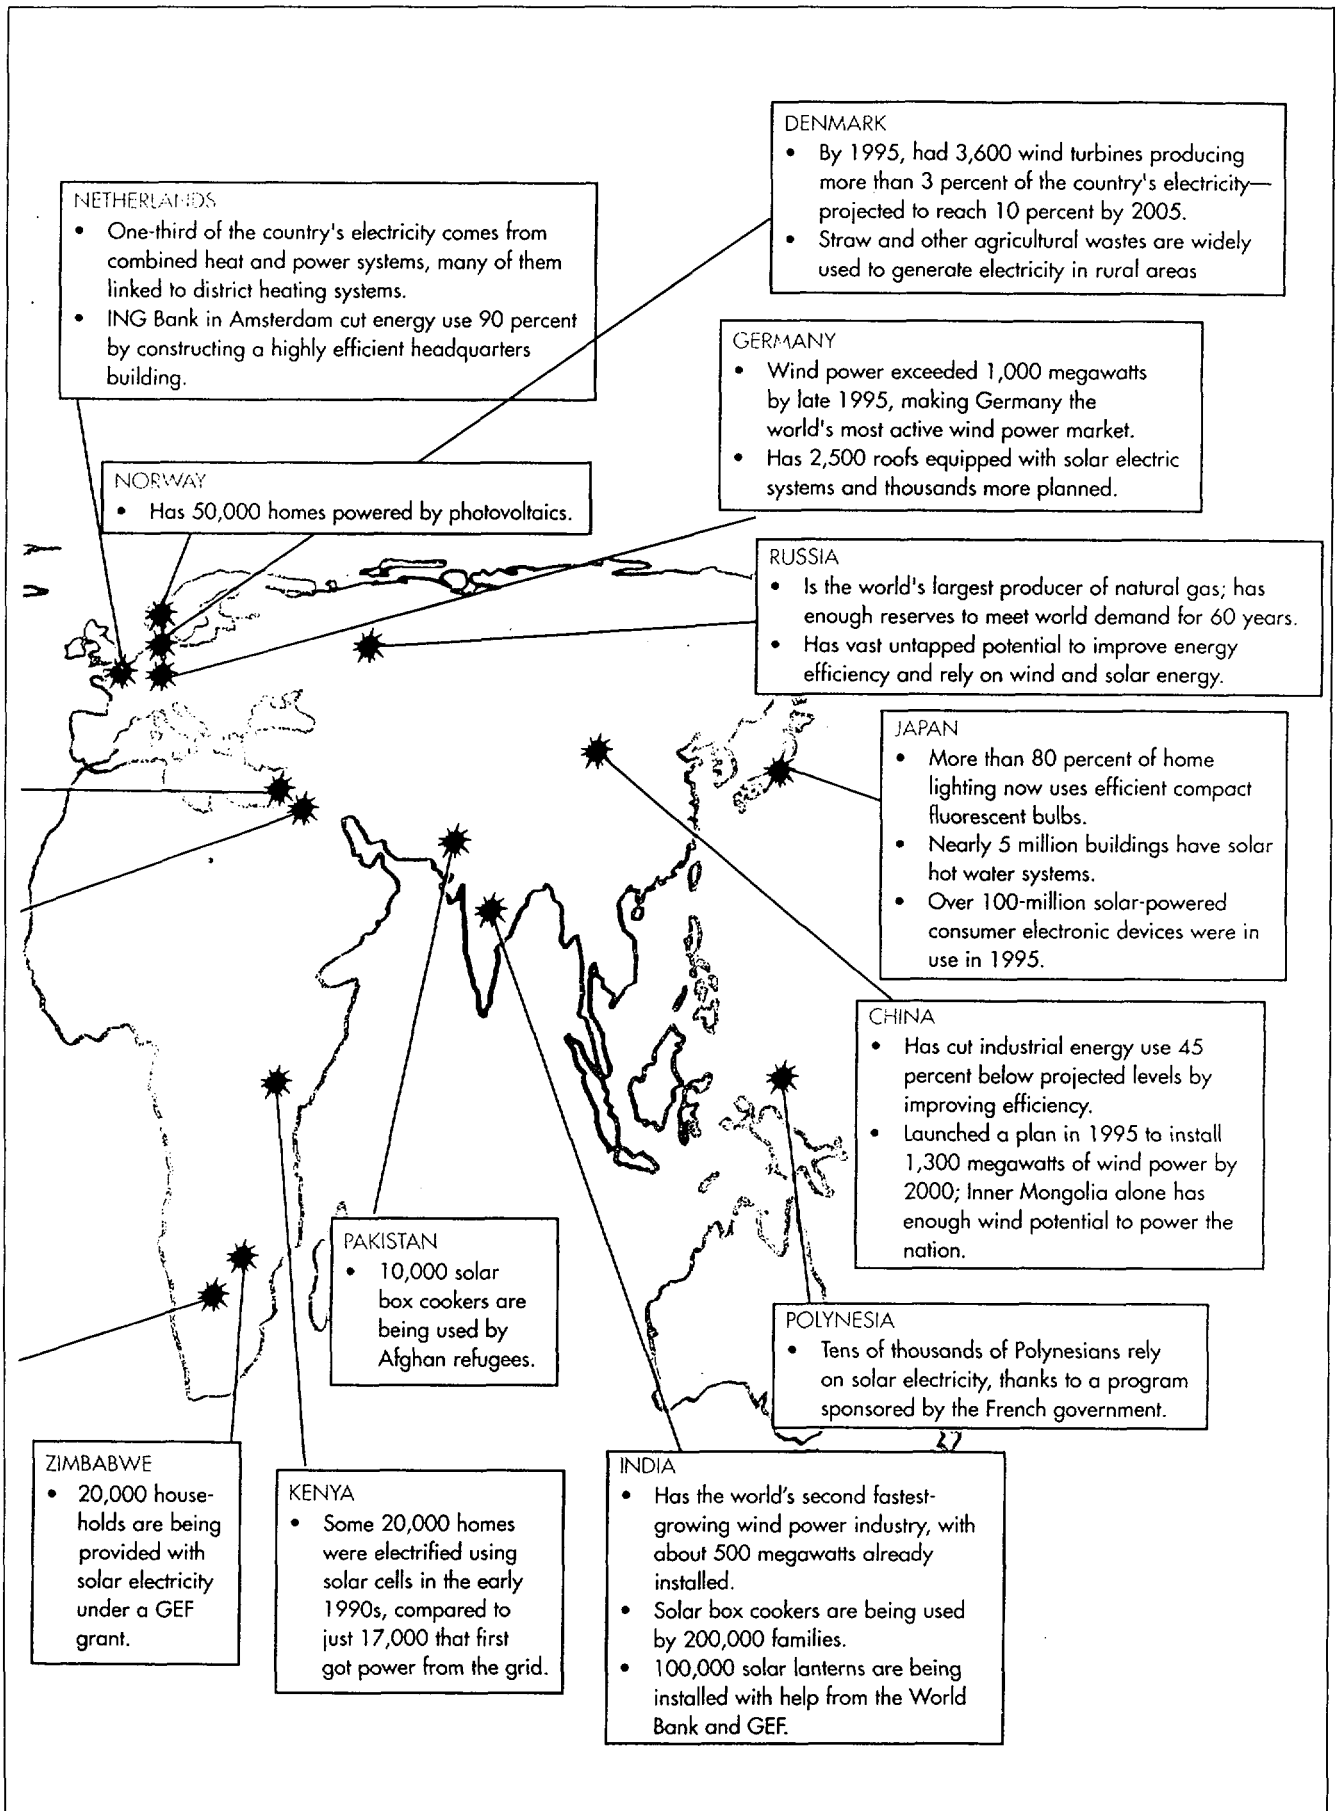 DENMARK
• By 1995, had 3,600 wind turbines producing
more than 3 percent of the country's electricity—
projected to reach 10 percent by 2005.
• Straw and other agricultural wastes are widely
used to generate electricity in rural areas
NETHERLANDS
• One-third of the country's electricity comes from
combined heat and power systems, many of them
linked to district heating systems.
• ING Bank in Amsterdam cut energy use 90 percent
by constructing a highly efficient headquarters
building.
GERMANY
• Wind power exceeded 1,000 megawatts
by late 1995, making Germany the
world's most active wind power market.
• Has 2,500 roofs equipped with solar electric
systems and thousands more planned.
NORWAY
• Has 50,000 homes powered by photovoltaics.
RUSSIA
• Is the world's largest producer of natural gas; has
enough reserves to meet world demand for 60 years.
• Has vast untapped potential to improve energy
efficiency and rely on wind and solar energy.
JAPAN
• More than 80 percent of home
lighting now uses efficient compact
fluorescent bulbs.
• Nearly 5 million buildings have solar
hot water systems.
• Over 100-million solar-powered
consumer electronic devices were in
use in 1995.
CHINA
• Has cut industrial energy use 45
percent below projected levels by
improving efficiency.
• Launched a plan in 1995 to install
1,300 megawatts of wind power by
2000; Inner Mongolia alone has
enough wind potential to power the
nation.
PAKISTAN
• 10,000 solar
box cookers are
being used by
Afghan refugees.
POLYNESIA
• Tens of thousands of Polynesians rely
on solar electricity, thanks to a program
sponsored by the French government.
ZIMBABWE
• 20,000 house-
holds are being
provided with
solar electricity
under a GEF
grant.
KENYA
• Some 20,000 homes
were electrified using
solar cells in the early
1990s, compared to
just 17,000 that first
got power from the grid.
INDIA
• Has the world's second fastest-
growing wind power industry, with
about 500 megawatts already
installed.
• Solar box cookers are being used
by 200,000 families.
• 100,000 solar lanterns are being
installed with help from the World
Bank and GEF.